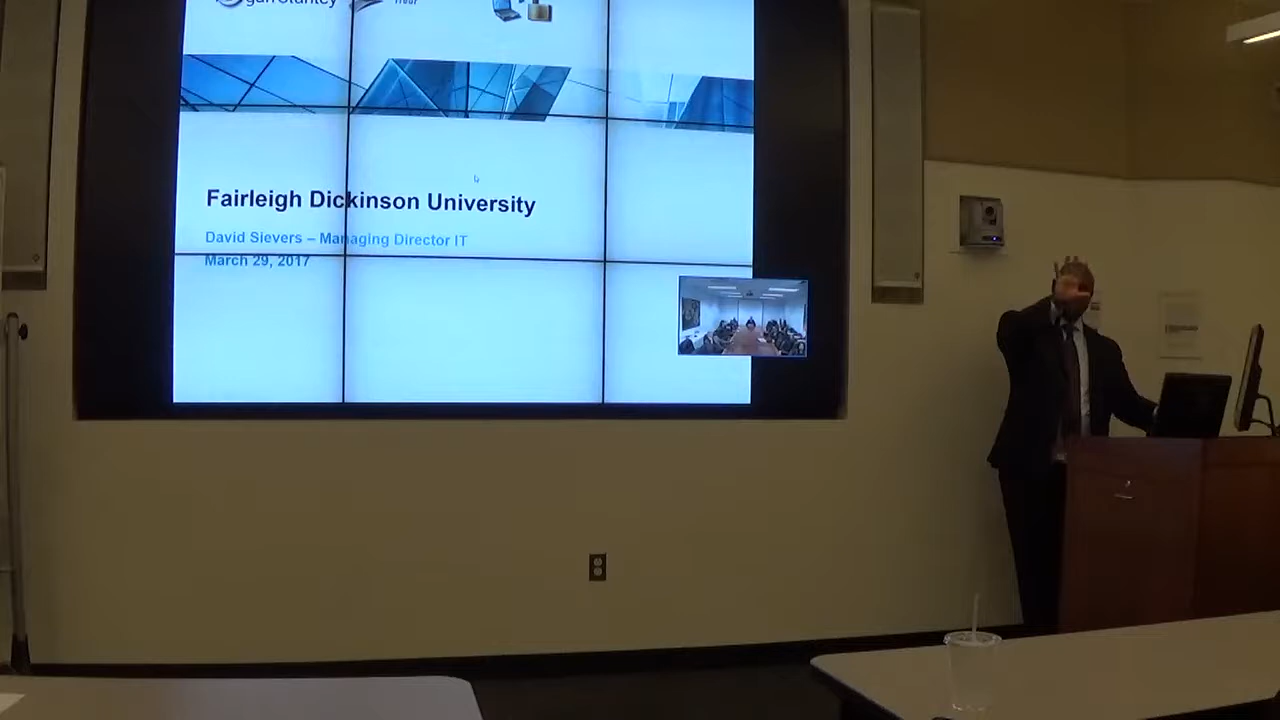 Fairleigh Dickinson University
David Sievers – Managing Director IT
March 29, 2017